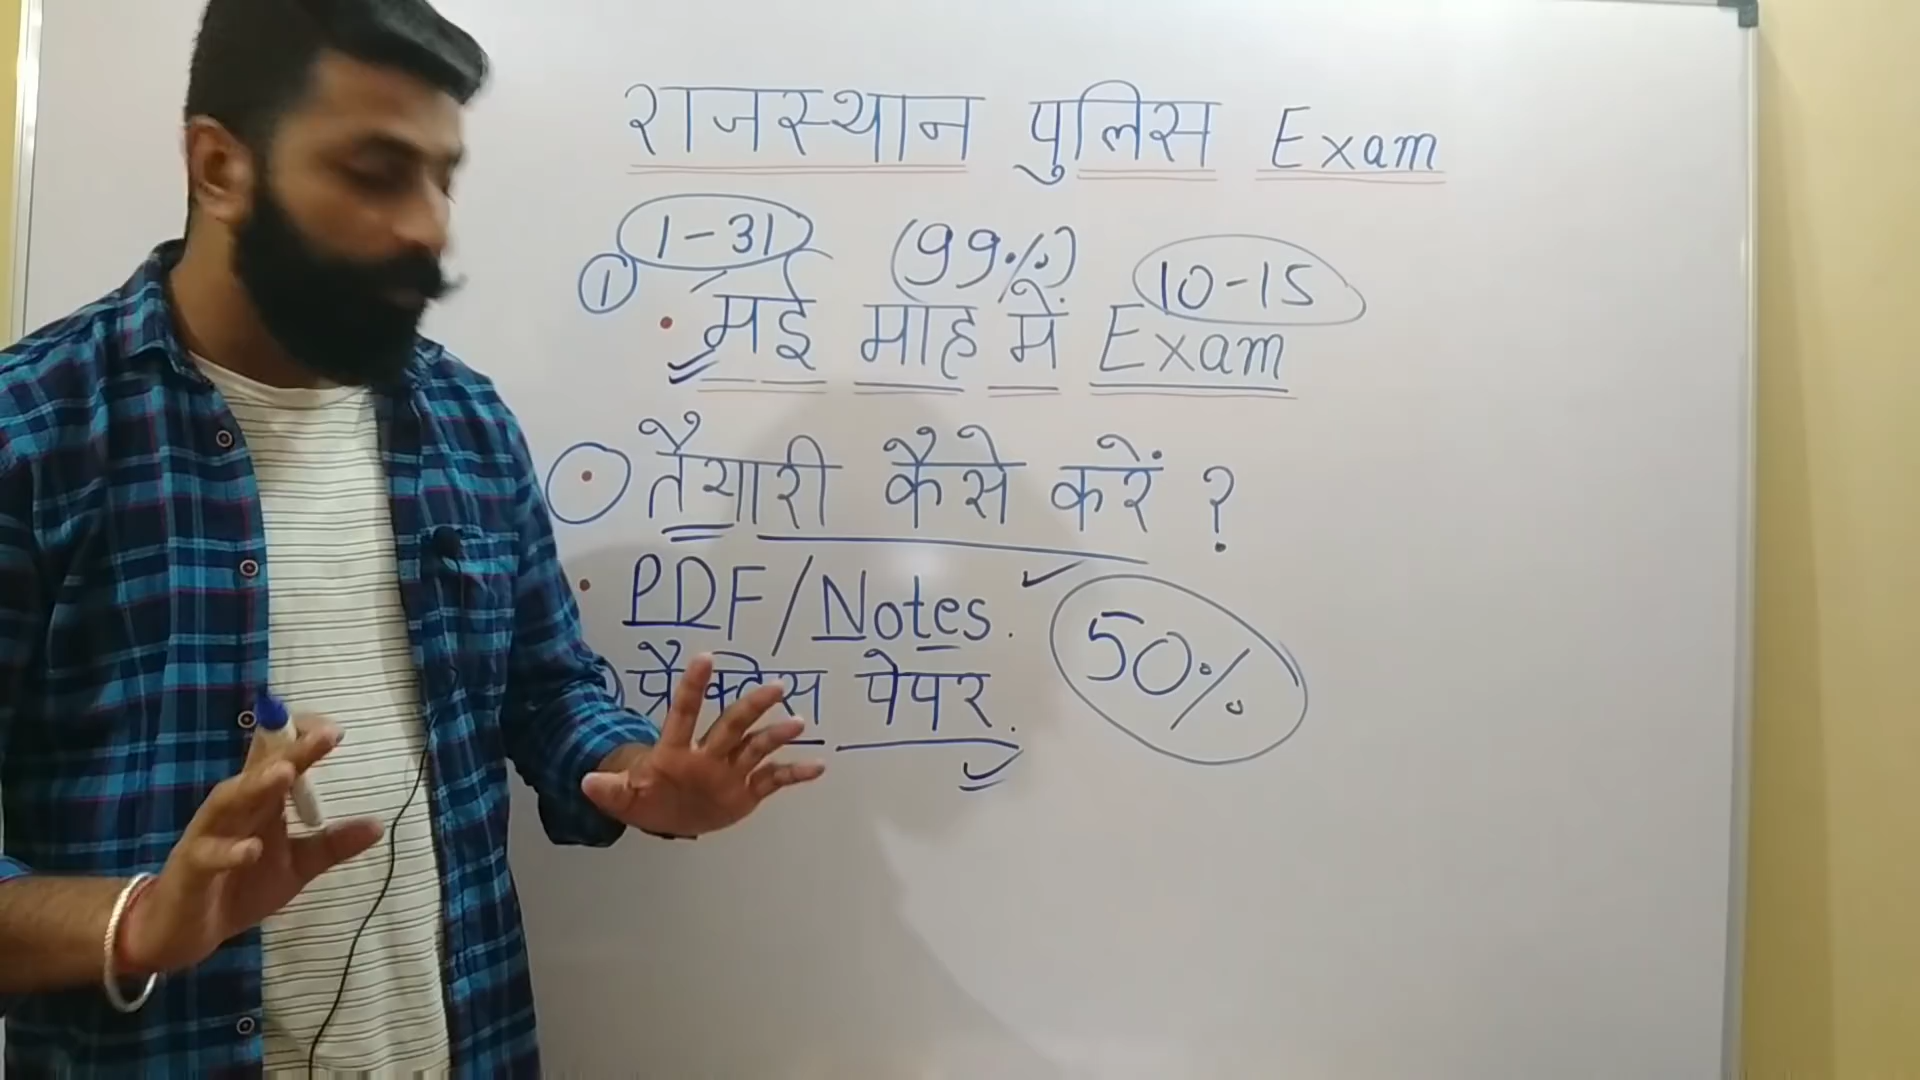 राजस्थान पुलिस Exam
1-31 (99%) 10-15
① • मई माह में Exam
• तैयारी कैसे करें ?
• PDF/Notes.
50%
प्रैक्टिस पेपर.